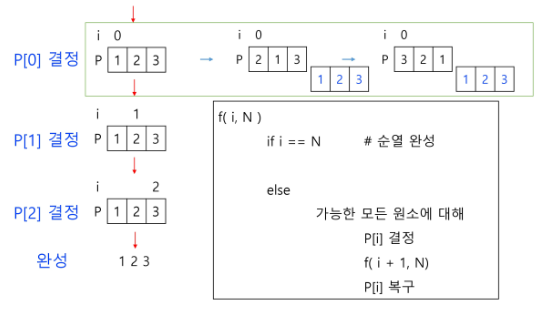 i 0 i 0 i 0
P[0] 결정 P 1 2 3 → P 2 1 3 → P 3 2 1
1 2 3 1 2 3
i 1
P[1] 결정 P 1 2 3
i 2
P[2] 결정 P 1 2 3
완성 1 2 3
f( i, N )
if i == N # 순열 완성
else
가능한 모든 원소에 대해
P[i] 결정
f( i + 1, N)
P[i] 복구